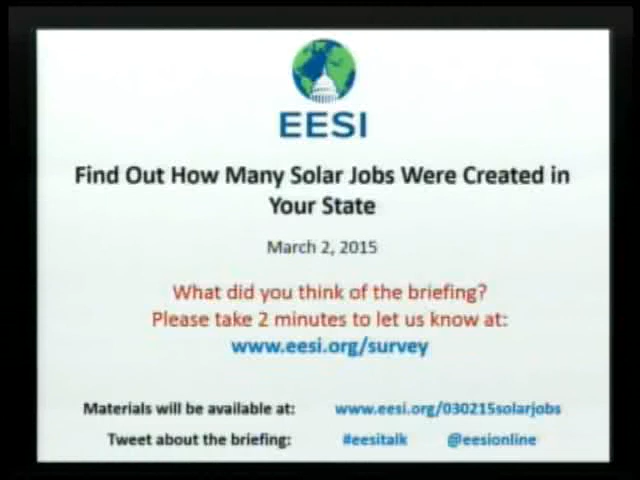 EESI
Find Out How Many Solar Jobs Were Created in
Your State
March 2, 2015
What did you think of the briefing?
Please take 2 minutes to let us know at:
www.eesi.org/survey
Materials will be available at: www.eesi.org/030215solarjobs
Tweet about the briefing: #eesitalk @eesionline